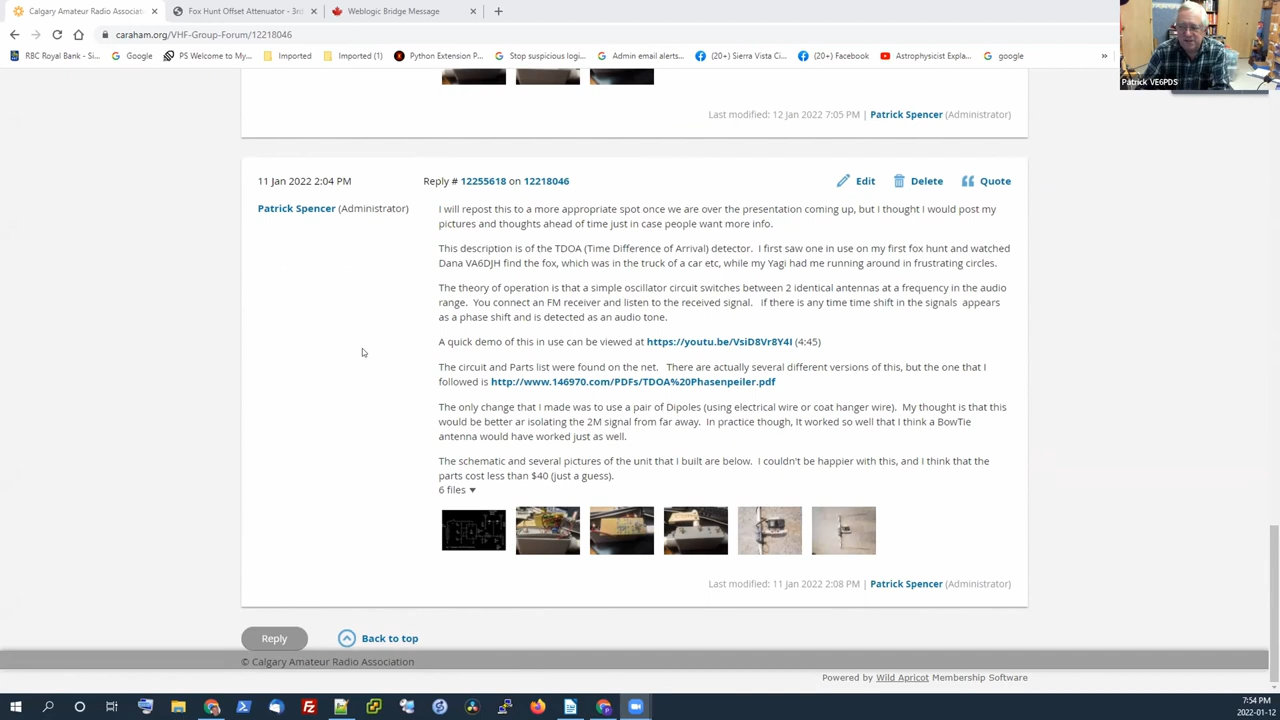 Calgary Amateur Radio Association
Fox Hunt Offset Attenuator - 3rd
Weblogic Bridge Message
caraham.org/VHF-Group-Forum/12218046
RBC Royal Bank - Si...
Google
PS Welcome to My...
Imported
Imported (1)
Python Extension P...
Stop suspicious logi...
Admin email alerts...
(20+) Sierra Vista Ci...
(20+) Facebook
Astrophysicist Expla...
google
Patrick VE6PDS
Last modified: 12 Jan 2022 7:05 PM | Patrick Spencer (Administrator)
11 Jan 2022 2:04 PM
Reply # 12255618 on 12218046
Edit
Delete
Quote
Patrick Spencer (Administrator)
I will repost this to a more appropriate spot once we are over the presentation coming up, but I thought I would post my
pictures and thoughts ahead of time just in case people want more info.
This description is of the TDOA (Time Difference of Arrival) detector. I first saw one in use on my first fox hunt and watched
Dana VA6DJH find the fox, which was in the truck of a car etc, while my Yagi had me running around in frustrating circles.
The theory of operation is that a simple oscillator circuit switches between 2 identical antennas at a frequency in the audio
range. You connect an FM receiver and listen to the received signal. If there is any time time shift in the signals appears
as a phase shift and is detected as an audio tone.
A quick demo of this in use can be viewed at https://youtu.be/VsiD8Vr8Y4I (4:45)
The circuit and Parts list were found on the net. There are actually several different versions of this, but the one that I
followed is http://www.146970.com/PDFs/TDOA%20Phasenpeiler.pdf
The only change that I made was to use a pair of Dipoles (using electrical wire or coat hanger wire). My thought is that this
would be better ar isolating the 2M signal from far away. In practice though, It worked so well that I think a BowTie
antenna would have worked just as well.
The schematic and several pictures of the unit that I built are below. I couldn't be happier with this, and I think that the
parts cost less than $40 (just a guess).
6 files
Last modified: 11 Jan 2022 2:08 PM | Patrick Spencer (Administrator)
Reply
Back to top
© Calgary Amateur Radio Association
Powered by Wild Apricot Membership Software
7:54 PM
2022-01-12